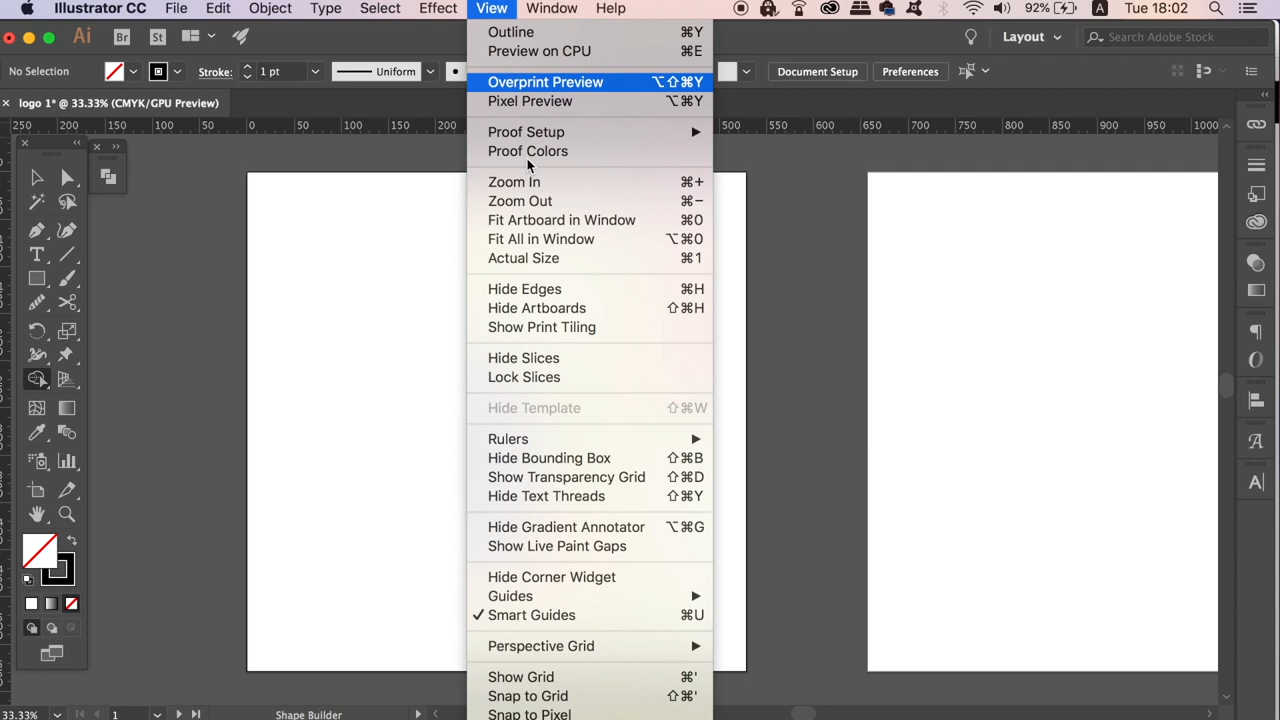 Illustrator CC File Edit Object Type Select Effect View Window Help 92% A Tue 18:02
Ai Br St Layout Search Adobe Stock
No Selection Stroke: 1 pt Uniform Document Setup Preferences
logo 1* @ 33.33% (CMYK/GPU Preview)
250 200 150 100 50 0 50 100 150 200 500 550 600 650 700 750 800 850 900 950 1000
Outline ⌘Y
Preview on CPU ⌘E
Overprint Preview ⌥⇧⌘Y
Pixel Preview ⌥⌘Y
Proof Setup
Proof Colors
Zoom In ⌘+
Zoom Out ⌘−
Fit Artboard in Window ⌘0
Fit All in Window ⌥⌘0
Actual Size ⌘1
Hide Edges ⌘H
Hide Artboards ⇧⌘H
Show Print Tiling
Hide Slices
Lock Slices
Hide Template ⇧⌘W
Rulers
Hide Bounding Box ⇧⌘B
Show Transparency Grid ⇧⌘D
Hide Text Threads ⇧⌘Y
Hide Gradient Annotator ⌥⌘G
Show Live Paint Gaps
Hide Corner Widget
Guides
Smart Guides ⌘U
Perspective Grid
Show Grid ⌘'
Snap to Grid ⇧⌘'
Snap to Pixel
33.33% 1 Shape Builder